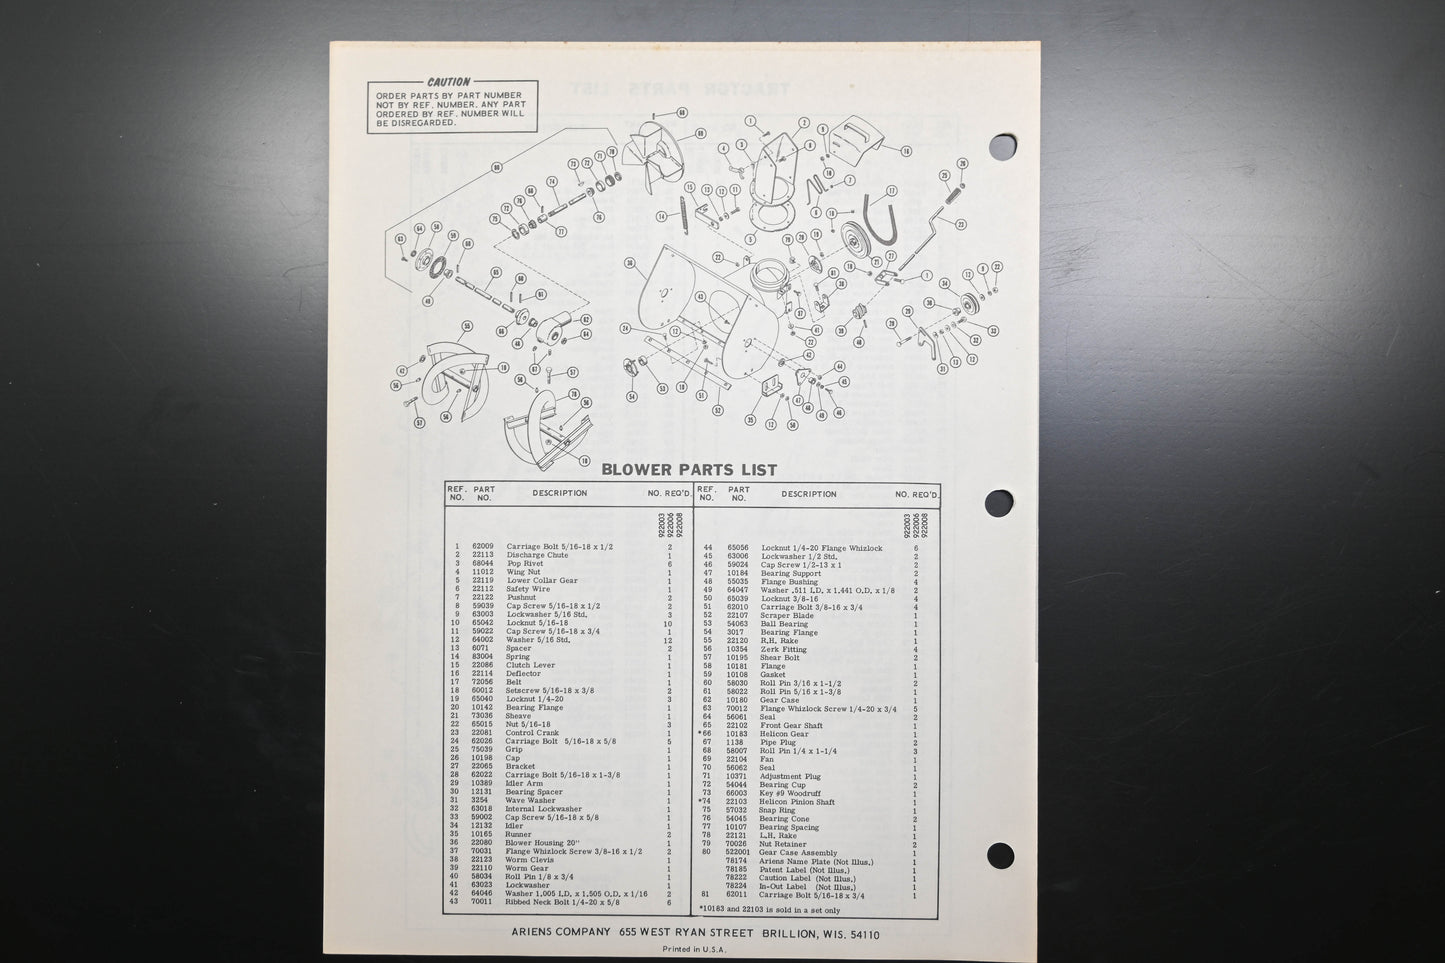 CAUTION
ORDER PARTS BY PART NUMBER
NOT BY REF. NUMBER. ANY PART
ORDERED BY REF. NUMBER WILL
BE DISREGARDED.
BLOWER PARTS LIST
REF. NO. PART NO. DESCRIPTION NO. REQ'D.
922003 922006 922008
1 62009 Carriage Bolt 5/16-18 x 1/2 2
2 22113 Discharge Chute 1
3 68044 Pop Rivet 6
4 11012 Wing Nut 1
5 22119 Lower Collar Gear 1
6 22112 Safety Wire 1
7 22122 Pushnut 2
8 59039 Cap Screw 5/16-18 x 1/2 2
9 63003 Lockwasher 5/16 Std. 3
10 65042 Locknut 5/16-18 10
11 59022 Cap Screw 5/16-18 x 3/4 1
12 64002 Washer 5/16 Std. 12
13 6071 Spacer 2
14 83004 Spring 1
15 22086 Clutch Lever 1
16 22114 Deflector 1
17 72056 Belt 1
18 60012 Setscrew 5/16-18 x 3/8 2
19 65040 Locknut 1/4-20 3
20 10142 Bearing Flange 1
21 73036 Sheave 1
22 65015 Nut 5/16-18 3
23 22081 Control Crank 1
24 62026 Carriage Bolt 5/16-18 x 5/8 5
25 75039 Grip 1
26 10198 Cap 1
27 22065 Bracket 1
28 62022 Carriage Bolt 5/16-18 x 1-3/8 1
29 10389 Idler Arm 1
30 12131 Bearing Spacer 1
31 3254 Wave Washer 1
32 63018 Internal Lockwasher 1
33 59002 Cap Screw 5/16-18 x 5/8 1
34 12132 Idler 1
35 10165 Runner 2
36 22080 Blower Housing 20" 1
37 70031 Flange Whizlock Screw 3/8-16 x 1/2 2
38 22123 Worm Clevis 1
39 22110 Worm Gear 1
40 58034 Roll Pin 1/8 x 3/4 1
41 63023 Lockwasher 1
42 64046 Washer 1.005 I.D. x 1.505 O.D. x 1/16 2
43 70011 Ribbed Neck Bolt 1/4-20 x 5/8 6
REF. NO. PART NO. DESCRIPTION NO. REQ'D.
922003 922006 922008
44 65056 Locknut 1/4-20 Flange Whizlock 6
45 63006 Lockwasher 1/2 Std. 2
46 59024 Cap Screw 1/2-13 x 1 2
47 10184 Bearing Support 2
48 55035 Flange Bushing 4
49 64047 Washer .511 I.D. x 1.441 O.D. x 1/8 2
50 65039 Locknut 3/8-16 4
51 62010 Carriage Bolt 3/8-16 x 3/4 4
52 22107 Scraper Blade 1
53 54063 Ball Bearing 1
54 3017 Bearing Flange 1
55 22120 R.H. Rake 1
56 10354 Zerk Fitting 4
57 10195 Shear Bolt 2
58 10181 Flange 1
59 10108 Gasket 1
60 58030 Roll Pin 3/16 x 1-1/2 2
61 58022 Roll Pin 5/16 x 1-3/8 1
62 10180 Gear Case 1
63 70012 Flange Whizlock Screw 1/4-20 x 3/4 5
64 56061 Seal 2
65 22102 Front Gear Shaft 1
*66 10183 Helicon Gear 1
67 1138 Pipe Plug 2
68 58007 Roll Pin 1/4 x 1-1/4 3
69 22104 Fan 1
70 56062 Seal 1
71 10371 Adjustment Plug 1
72 54044 Bearing Cup 2
73 66003 Key #9 Woodruff 1
*74 22103 Helicon Pinion Shaft 1
75 57032 Snap Ring 1
76 54045 Bearing Cone 2
77 10107 Bearing Spacing 1
78 22121 L.H. Rake 1
79 70026 Nut Retainer 2
80 522001 Gear Case Assembly 1
78174 Ariens Name Plate (Not Illus.) 1
78185 Patent Label (Not Illus.) 1
78222 Caution Label (Not Illus.) 1
78224 In-Out Label (Not Illus.) 1
81 62011 Carriage Bolt 5/16-18 x 3/4 1
*10183 and 22103 is sold in a set only
ARIENS COMPANY 655 WEST RYAN STREET BRILLION, WIS. 54110
Printed in U.S.A.